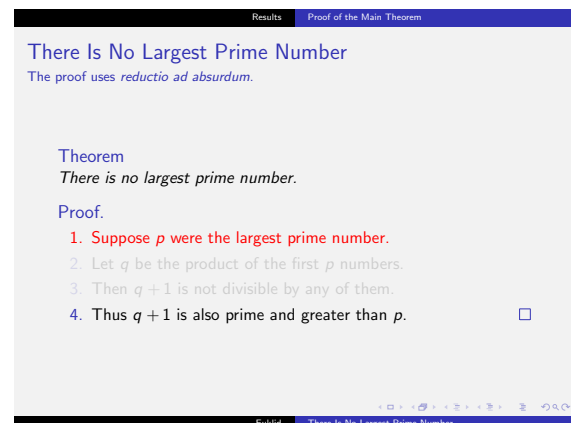 Results Proof of the Main Theorem
There Is No Largest Prime Number
The proof uses reductio ad absurdum.
Theorem
There is no largest prime number.
Proof.
1. Suppose p were the largest prime number.
2. Let q be the product of the first p numbers.
3. Then q + 1 is not divisible by any of them.
4. Thus q + 1 is also prime and greater than p.
Euklid There Is No Largest Prime Number